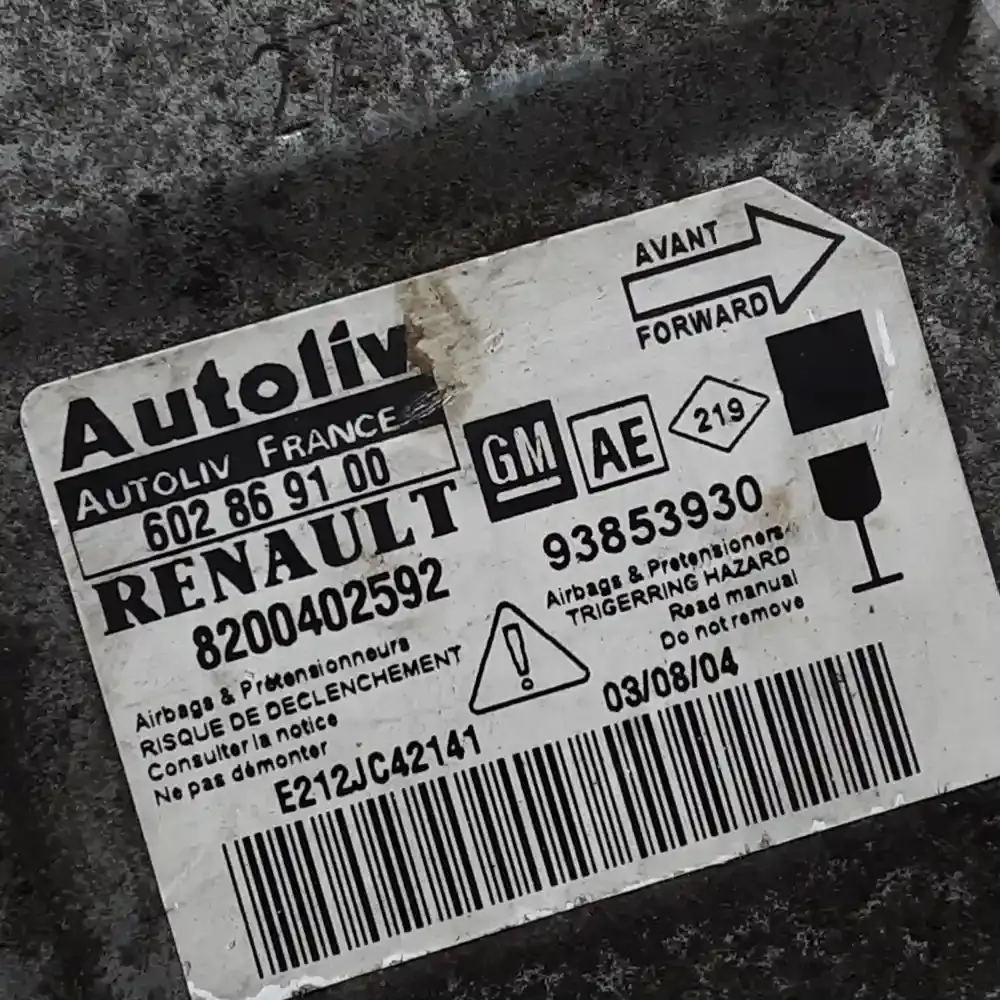 AVANT
FORWARD
Autoliv
AUTOLIV FRANCE
602 86 91 00
GM
AE
219
RENAULT
8200402592
93853930
Airbags & Pretensioners
TRIGERRING HAZARD
Read manual
Do not remove
Airbags & Prétensionneurs
RISQUE DE DECLENCHEMENT
Consulter la notice
Ne pas démonter
03/08/04
E212JC42141